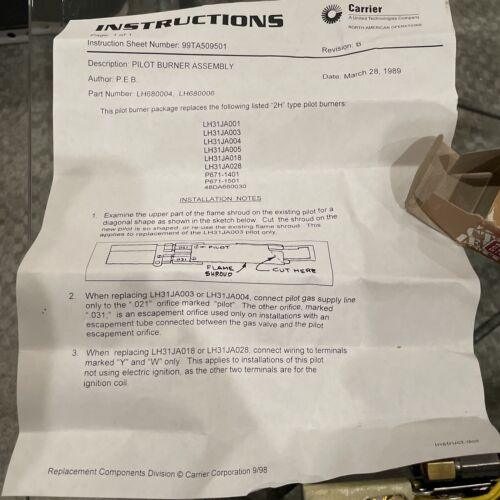 INSTRUCTIONS
Carrier
A United Technologies Company
NORTH AMERICAN OPERATIONS
Page 1 of 1
Instruction Sheet Number: 99TA509501
Revision: B
Description: PILOT BURNER ASSEMBLY
Date: March 28, 1989
Author: P.E.B.
Part Number: LH680004, LH680006
This pilot burner package replaces the following listed "2H" type pilot burners:
LH31JA001
LH31JA003
LH31JA004
LH31JA005
LH31JA018
LH31JA028
P671-1401
P671-1501
48DA660030
INSTALLATION NOTES
1. Examine the upper part of the flame shroud on the existing pilot for a
diagonal shape as shown in the sketch below. Cut the shroud on the
new pilot is so shaped, or re-use the existing flame shroud. This
applies to replacement of the LH31JA003 pilot only.
PILOT
.031
FLAME
SHROUD
CUT HERE
2. When replacing LH31JA003 or LH31JA004, connect pilot gas supply line
only to the ".021" orifice marked "pilot". The other orifice, marked
".031," is an escapement orifice used only on installations with an
escapement tube connected between the gas valve and the pilot
escapement orifice.
3. When replacing LH31JA018 or LH31JA028, connect wiring to terminals
marked "Y" and "W" only. This applies to installations of this pilot
not using electric ignition, as the other two terminals are for the
ignition coil.
Replacement Components Division © Carrier Corporation 9/98